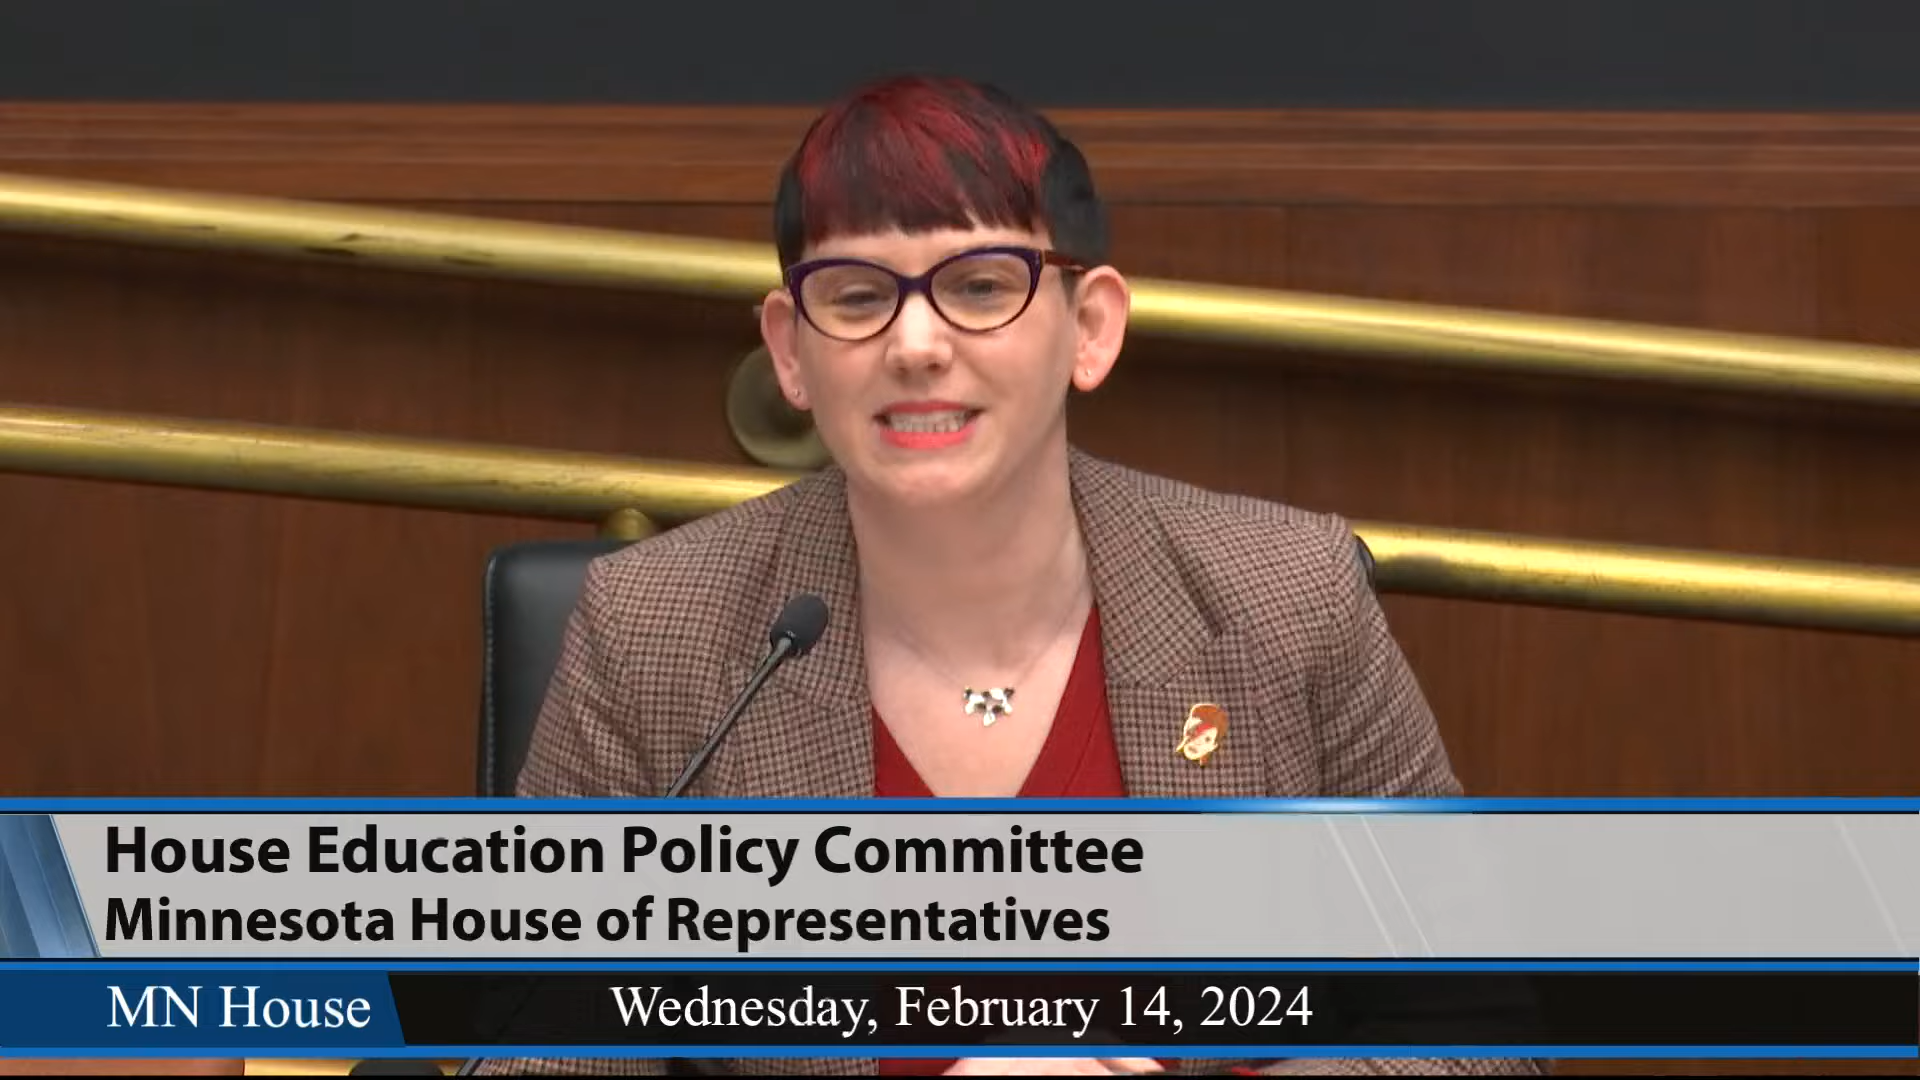 House Education Policy Committee
Minnesota House of Representatives
MN House
Wednesday, February 14, 2024